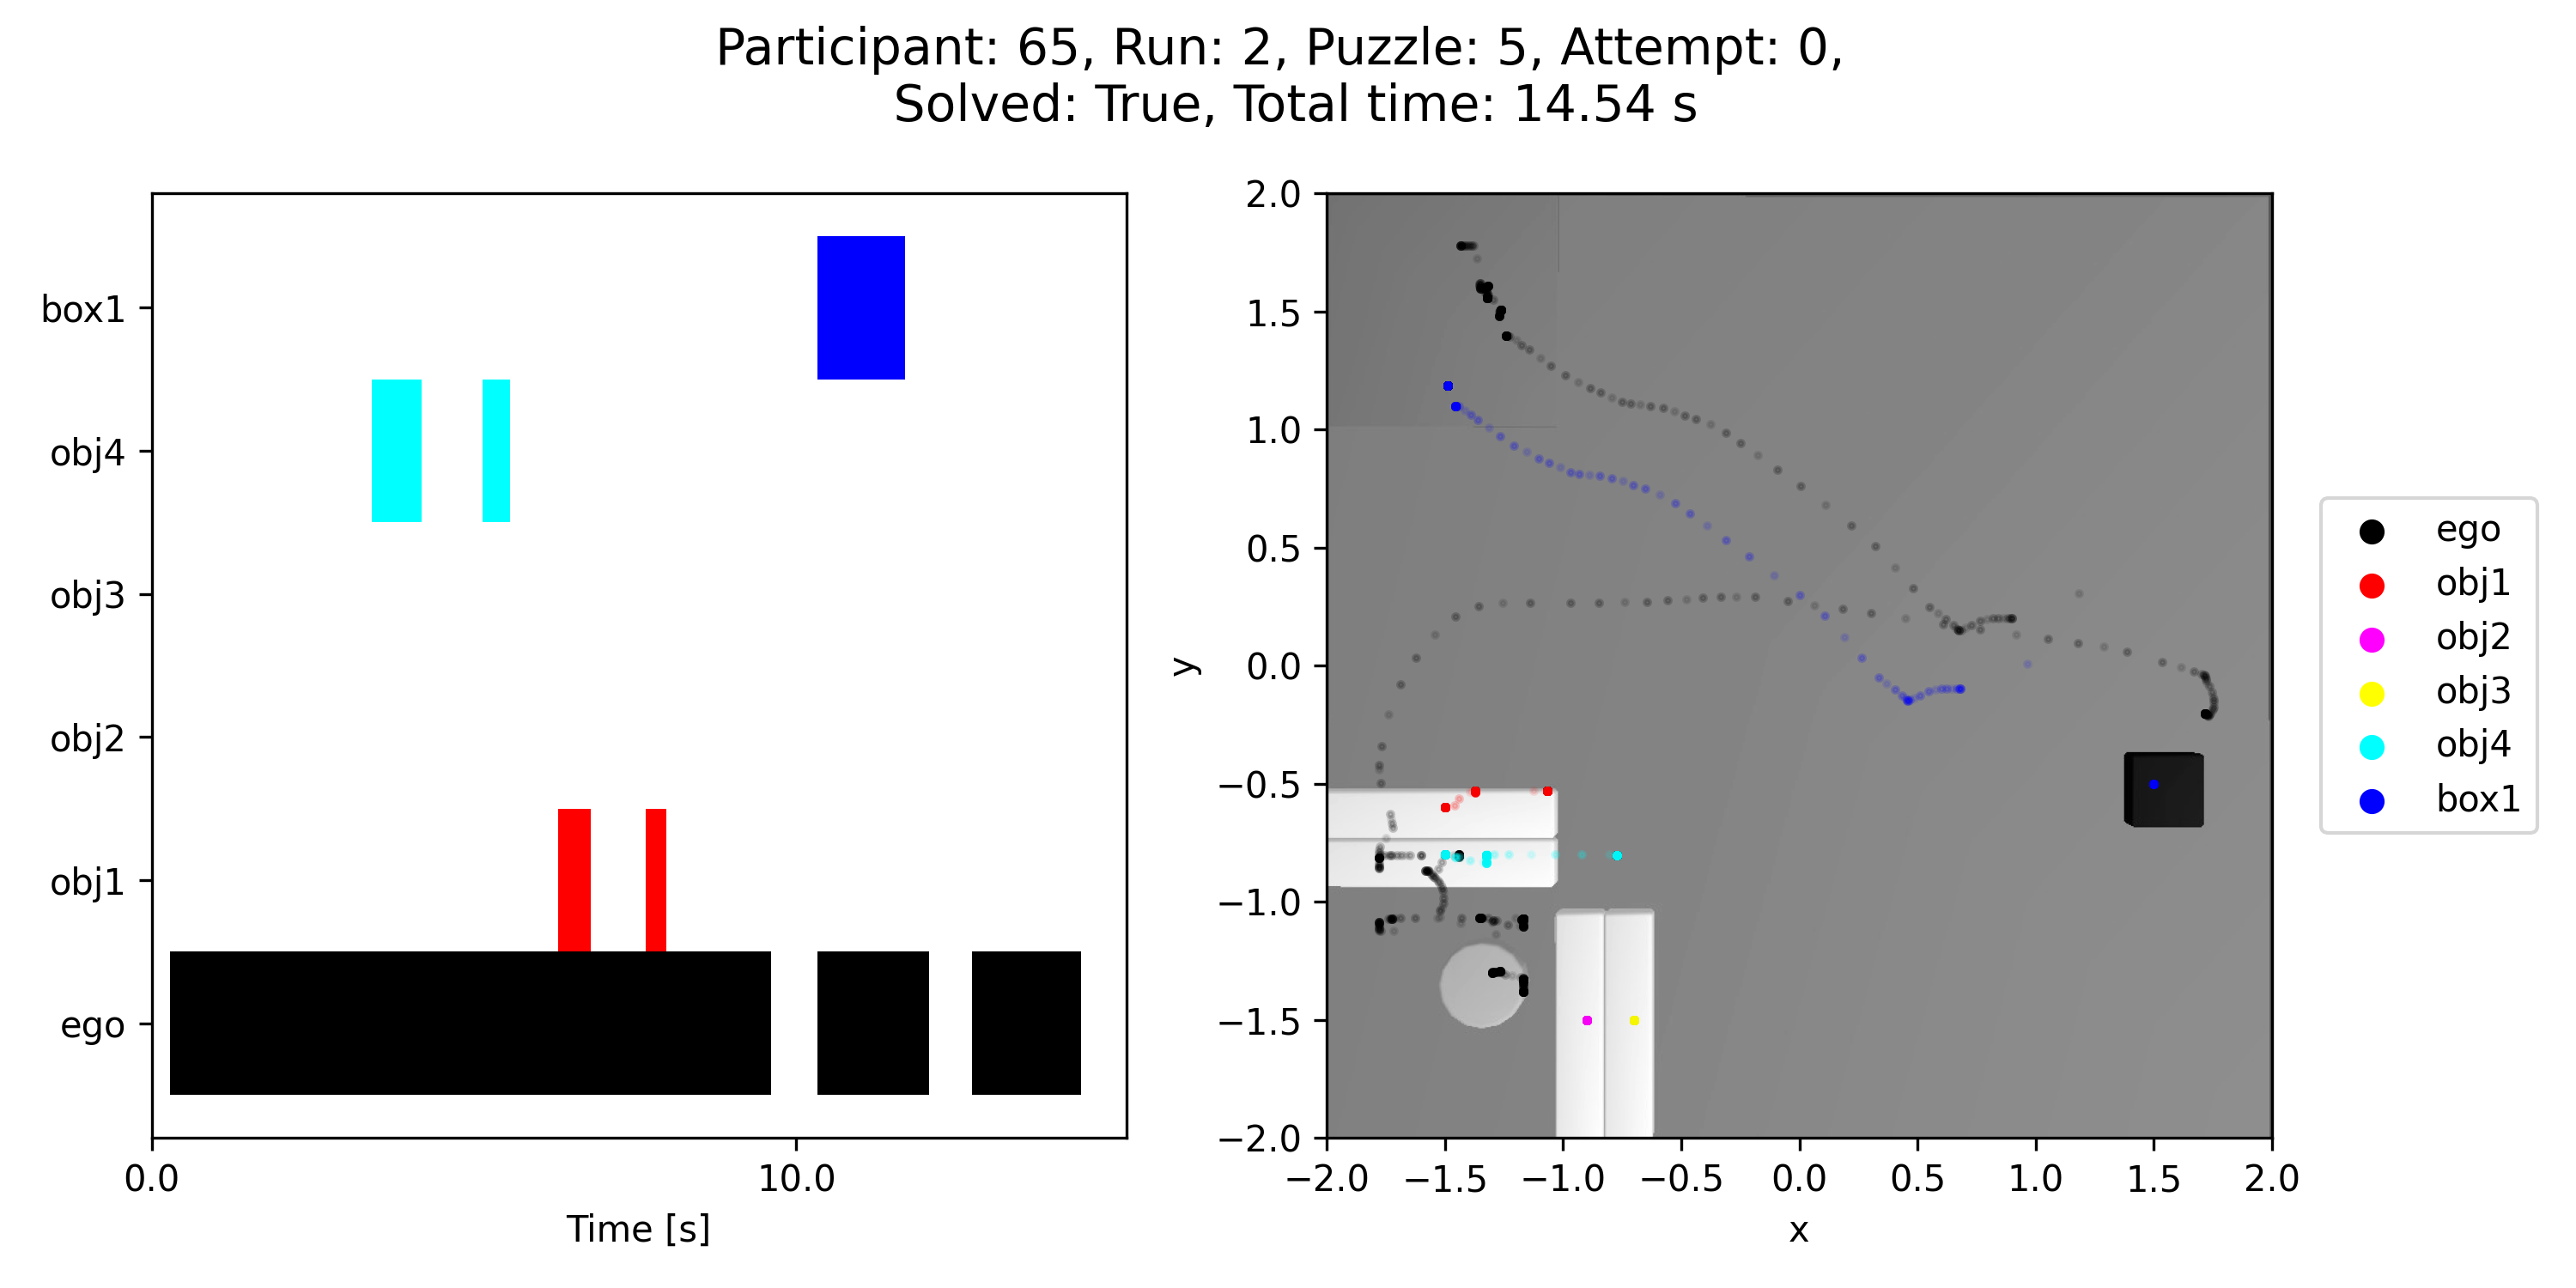 Participant: 65, Run: 2, Puzzle: 5, Attempt: 0,
Solved: True, Total time: 14.54 s
box1
obj4
obj3
obj2
obj1
ego
0.0
10.0
Time [s]
2.0
1.5
1.0
0.5
0.0
−0.5
−1.0
−1.5
−2.0
y
−2.0
−1.5
−1.0
−0.5
0.0
0.5
1.0
1.5
2.0
x
ego
obj1
obj2
obj3
obj4
box1